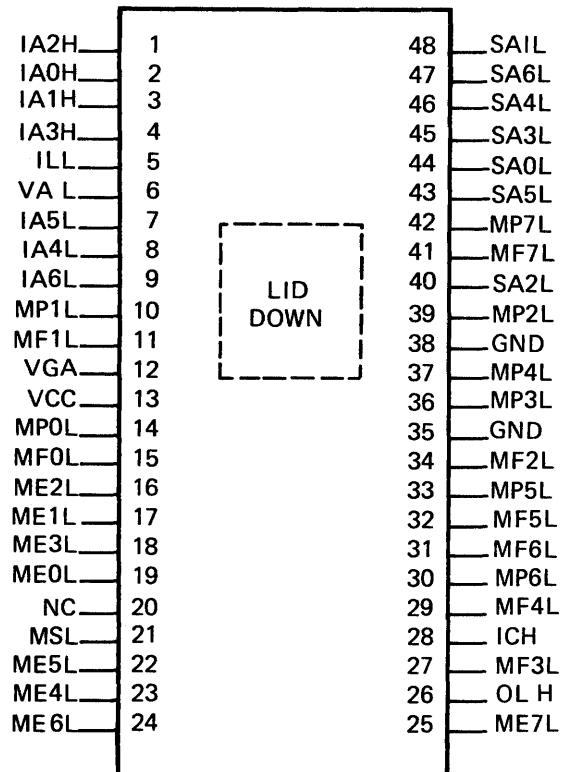 IA2H 1 48 SA1L
IA0H 2 47 SA6L
IA1H 3 46 SA4L
IA3H 4 45 SA3L
ILL 5 44 SA0L
VA L 6 43 SA5L
IA5L 7 42 MP7L
IA4L 8 41 MF7L
IA6L 9 40 SA2L
MP1L 10 39 MP2L
MF1L 11 38 GND
VGA 12 37 MP4L
VCC 13 36 MP3L
MP0L 14 35 GND
MF0L 15 34 MF2L
ME2L 16 33 MP5L
ME1L 17 32 MF5L
ME3L 18 31 MF6L
ME0L 19 30 MP6L
NC 20 29 MF4L
MSL 21 28 ICH
ME5L 22 27 MF3L
ME4L 23 26 OL H
ME6L 24 25 ME7L
LID
DOWN